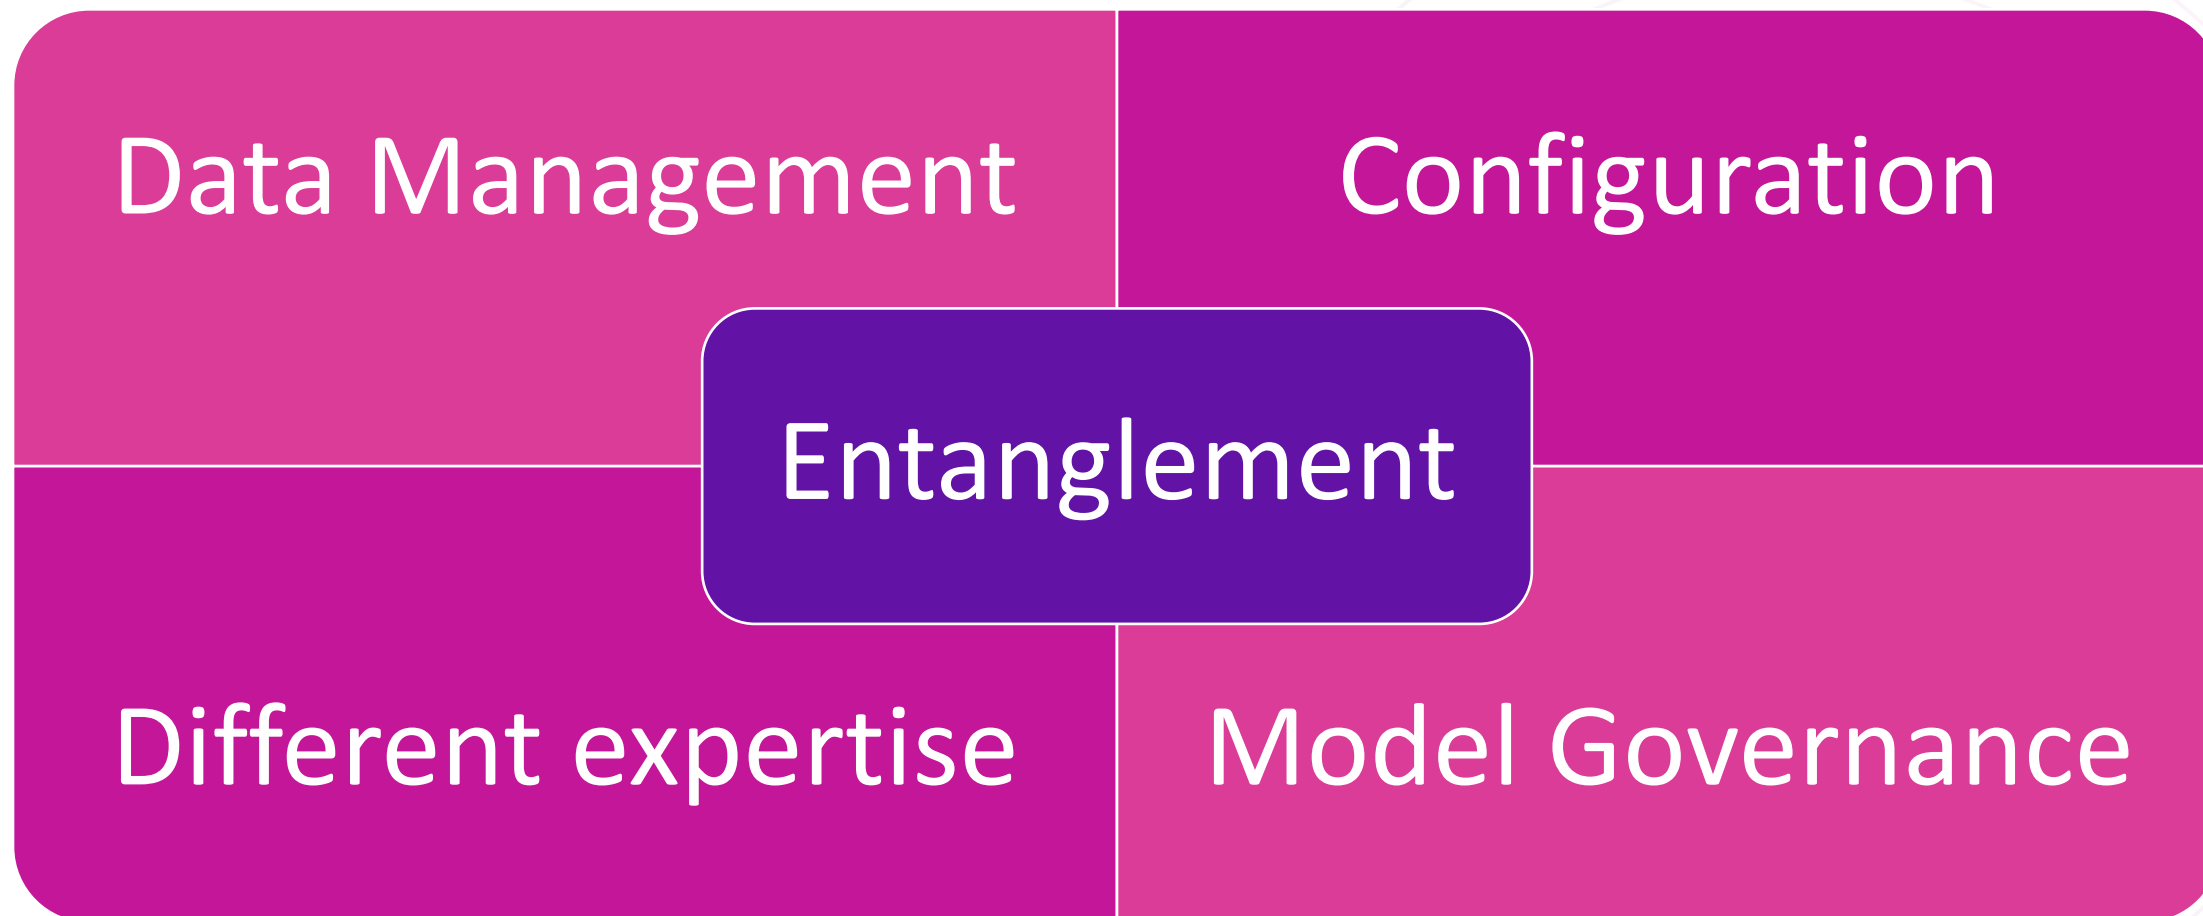 Data Management
Configuration
Entanglement
Different expertise
Model Governance